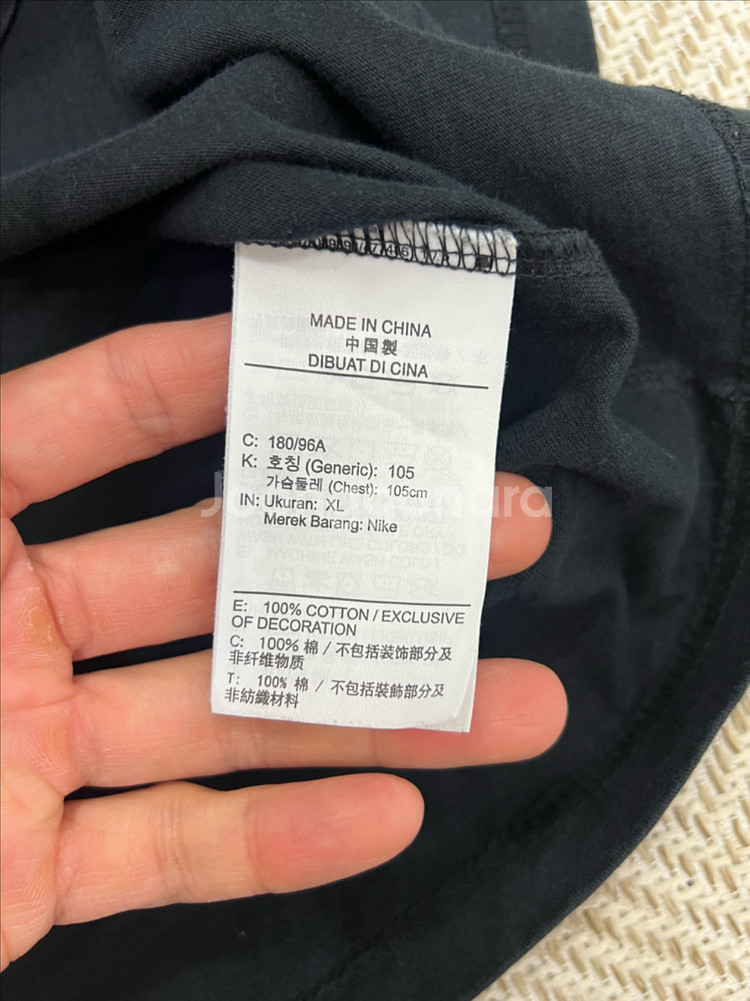 MADE IN CHINA
中国製
DIBUAT DI CINA
C: 180/96A
K: 호칭 (Generic): 105
가슴둘레 (Chest): 105cm
IN: Ukuran: XL
Merek Barang: Nike
E: 100% COTTON / EXCLUSIVE
OF DECORATION
C: 100% 棉 / 不包括装饰部分及
非纤维物质
T: 100% 棉 / 不包括裝飾部分及
非紡織材料